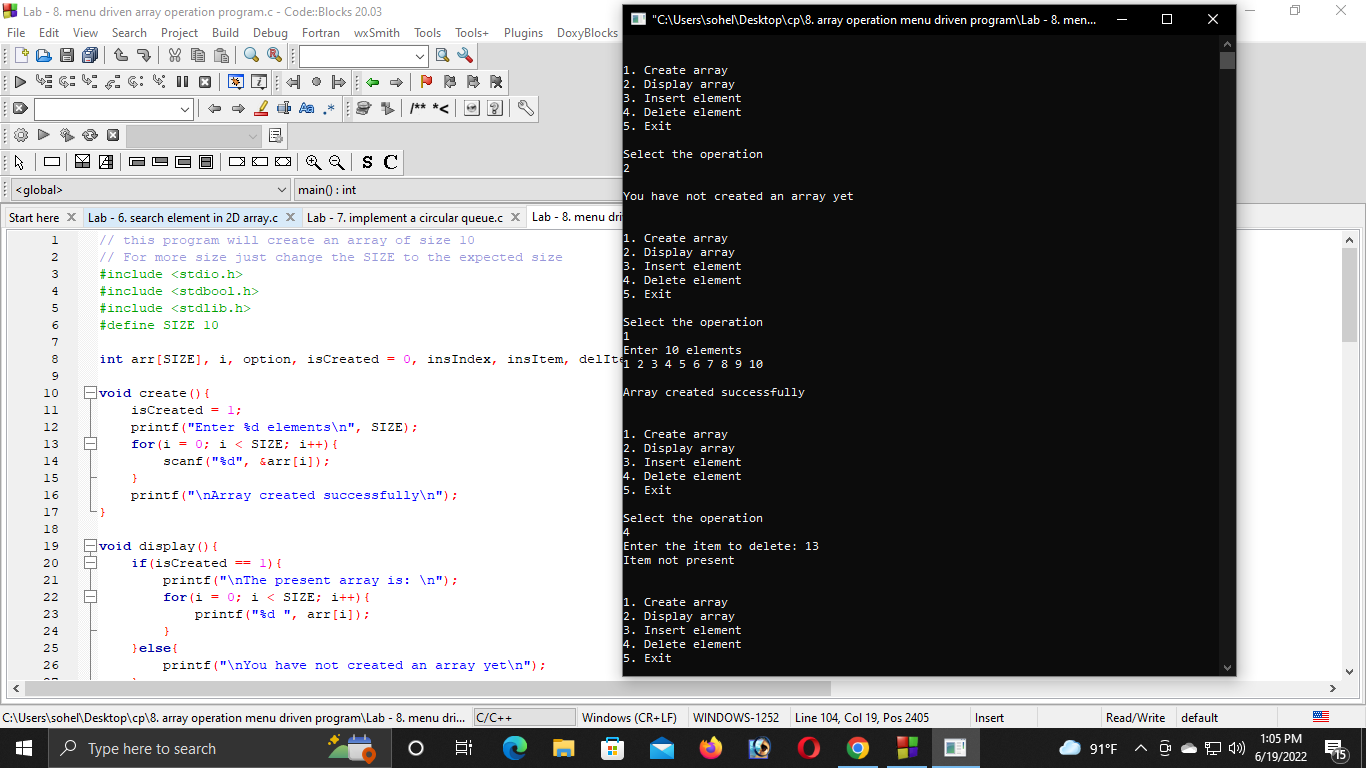 Lab - 8. menu driven array operation program.c - Code::Blocks 20.03
File Edit View Search Project Build Debug Fortran wxSmith Tools Tools+ Plugins DoxyBlocks
/** *<
S C
<global> main() : int
Start here Lab - 6. search element in 2D array.c Lab - 7. implement a circular queue.c Lab - 8. menu dri
1 // this program will create an array of size 10
2 // For more size just change the SIZE to the expected size
3 #include <stdio.h>
4 #include <stdbool.h>
5 #include <stdlib.h>
6 #define SIZE 10
7
8 int arr[SIZE], i, option, isCreated = 0, insIndex, insItem, delIte
9
10 void create(){
11 isCreated = 1;
12 printf("Enter %d elements\n", SIZE);
13 for(i = 0; i < SIZE; i++){
14 scanf("%d", &arr[i]);
15 }
16 printf("\nArray created successfully\n");
17 }
18
19 void display(){
20 if(isCreated == 1){
21 printf("\nThe present array is: \n");
22 for(i = 0; i < SIZE; i++){
23 printf("%d ", arr[i]);
24 }
25 }else{
26 printf("\nYou have not created an array yet\n");
"C:\Users\sohel\Desktop\cp\8. array operation menu driven program\Lab - 8. men...
1. Create array
2. Display array
3. Insert element
4. Delete element
5. Exit
Select the operation
2
You have not created an array yet
1. Create array
2. Display array
3. Insert element
4. Delete element
5. Exit
Select the operation
1
Enter 10 elements
1 2 3 4 5 6 7 8 9 10
Array created successfully
1. Create array
2. Display array
3. Insert element
4. Delete element
5. Exit
Select the operation
4
Enter the item to delete: 13
Item not present
1. Create array
2. Display array
3. Insert element
4. Delete element
5. Exit
C:\Users\sohel\Desktop\cp\8. array operation menu driven program\Lab - 8. menu dri... C/C++ Windows (CR+LF) WINDOWS-1252 Line 104, Col 19, Pos 2405 Insert Read/Write default
Type here to search
91°F
1:05 PM
6/19/2022
15